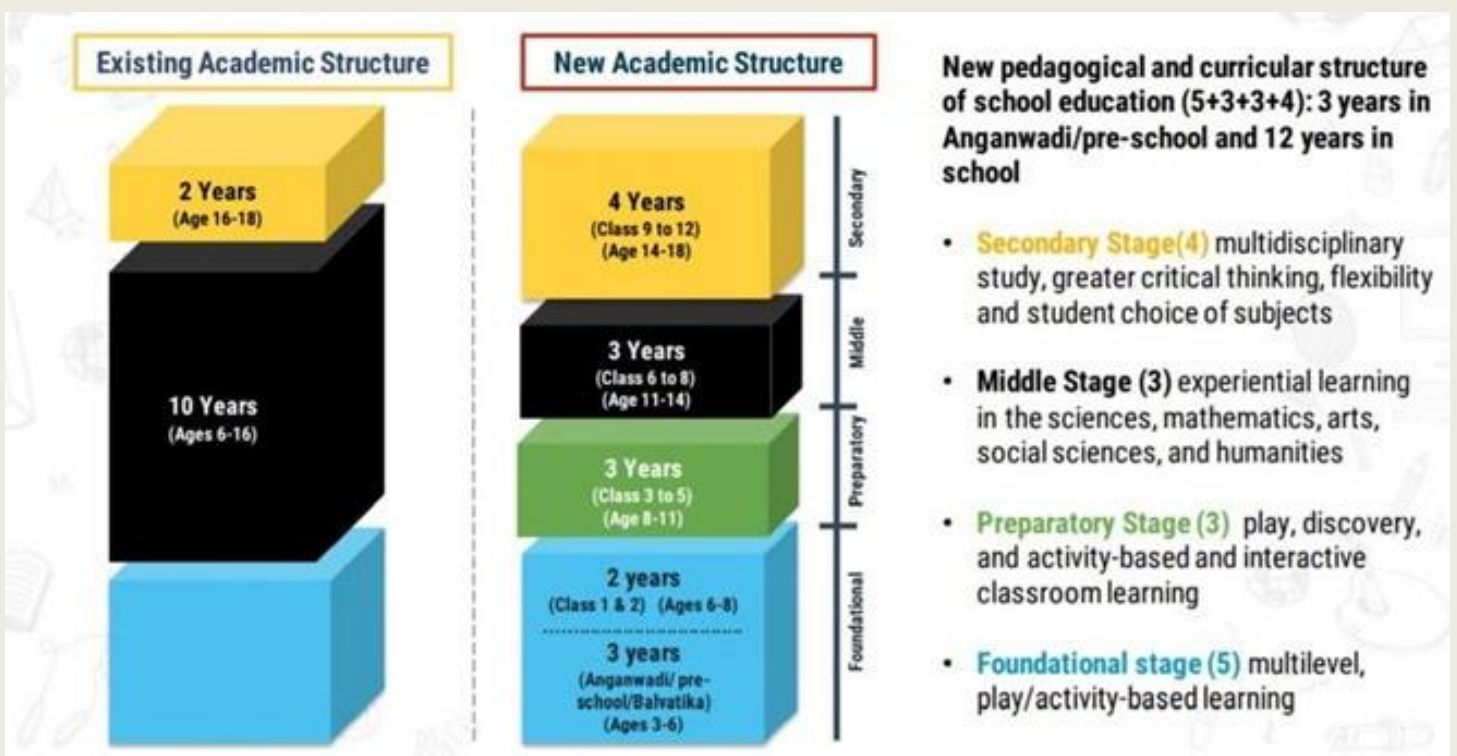 Existing Academic Structure
2 Years
(Age 16-18)
10 Years
(Ages 6-16)
New Academic Structure
4 Years
(Class 9 to 12)
(Age 14-18)
Secondary
3 Years
(Class 6 to 8)
(Age 11-14)
Middle
3 Years
(Class 3 to 5)
(Age 8-11)
Preparatory
2 years
(Class 1 & 2) (Ages 6-8)
3 years
(Anganwadi/ pre-
school/Balvatika)
(Ages 3-6)
Foundational
New pedagogical and curricular structure
of school education (5+3+3+4): 3 years in
Anganwadi/pre-school and 12 years in
school
• Secondary Stage(4) multidisciplinary
study, greater critical thinking, flexibility
and student choice of subjects
• Middle Stage (3) experiential learning
in the sciences, mathematics, arts,
social sciences, and humanities
• Preparatory Stage (3) play, discovery,
and activity-based and interactive
classroom learning
• Foundational stage (5) multilevel,
play/activity-based learning